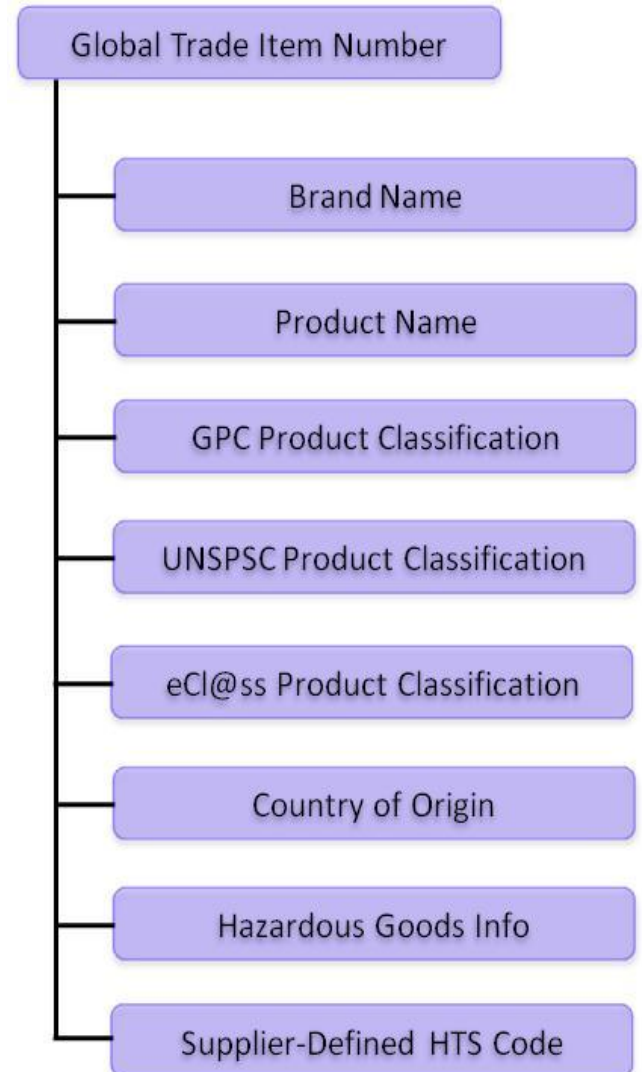 Global Trade Item Number
Brand Name
Product Name
GPC Product Classification
UNSPSC Product Classification
eCl@ss Product Classification
Country of Origin
Hazardous Goods Info
Supplier-Defined HTS Code